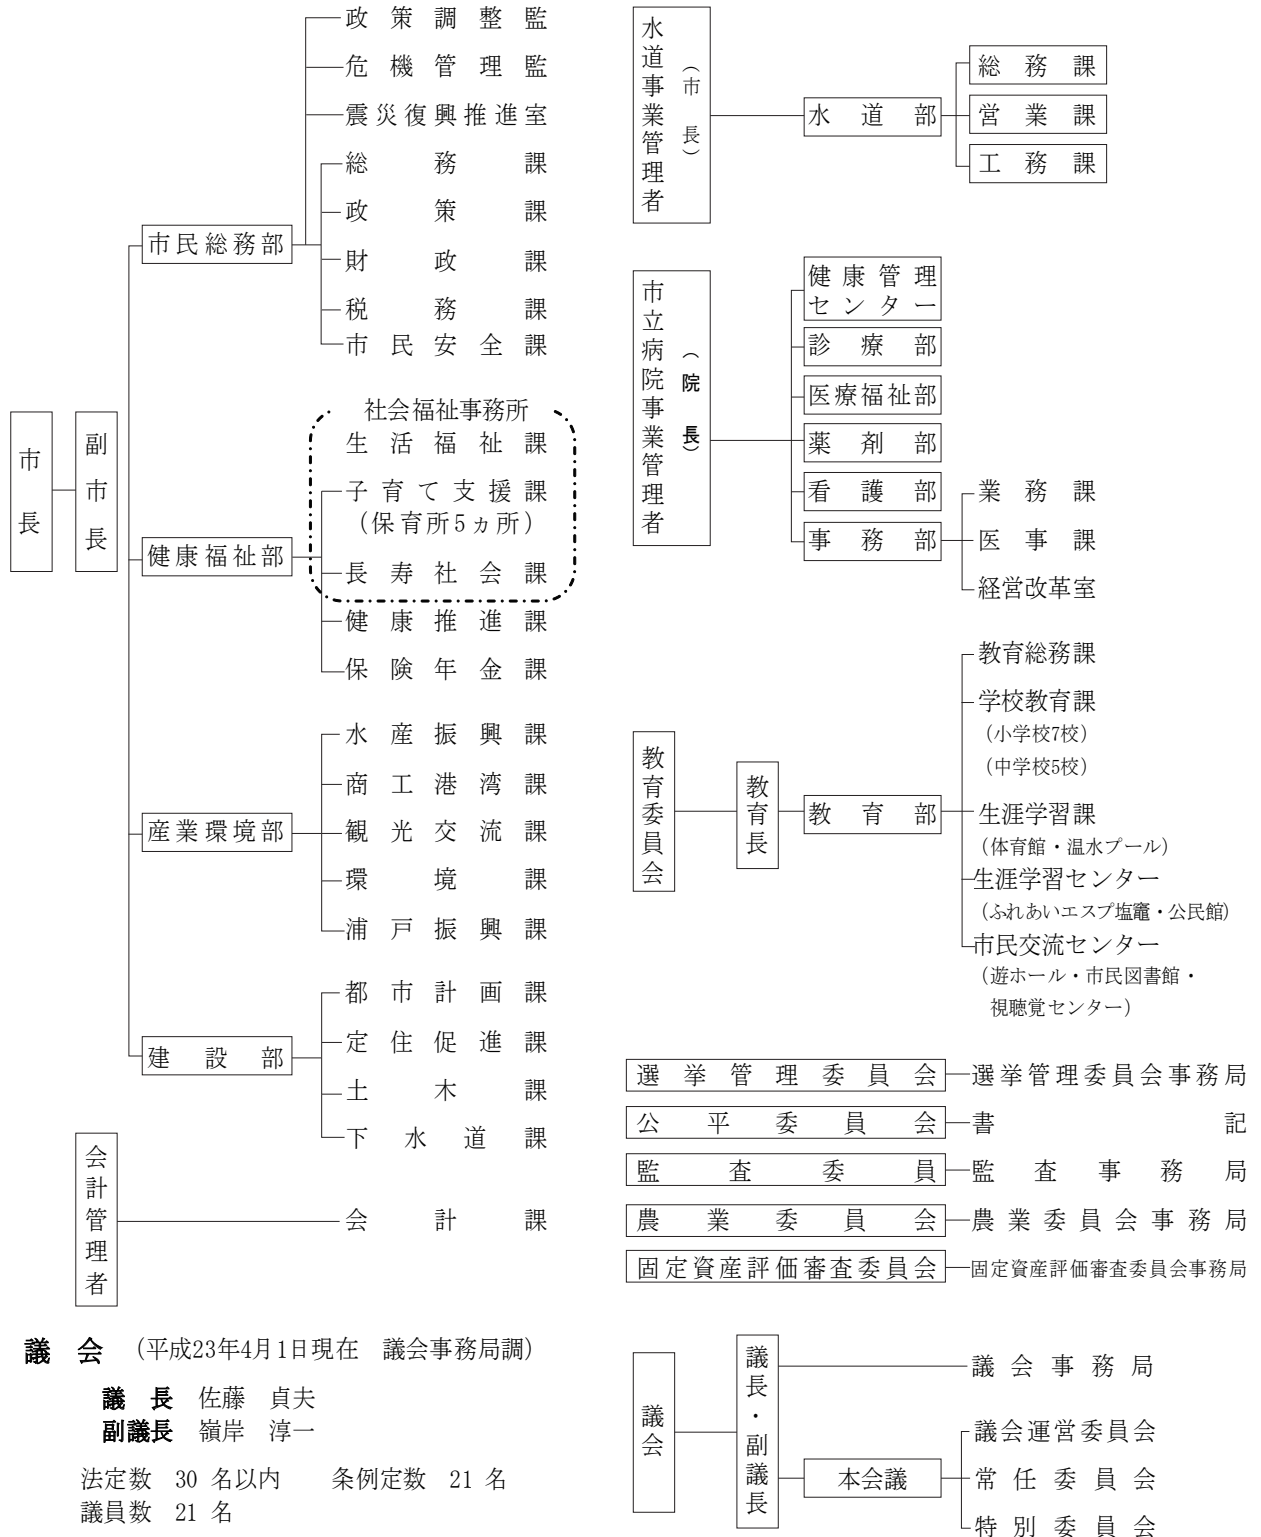 市長
副市長
市民総務部
政策調整監
危機管理監
震災復興推進室
総務課
政策課
財政課
税務課
市民安全課
健康福祉部
社会福祉事務所
生活福祉課
子育て支援課
(保育所5ヵ所)
長寿社会課
健康推進課
保険年金課
産業環境部
水産振興課
商工港湾課
観光交流課
環境課
浦戸振興課
建設部
都市計画課
定住促進課
土木課
下水道課
会計管理者
会計課
議会 (平成23年4月1日現在 議会事務局調)
議長 佐藤 貞夫
副議長 嶺岸 淳一
法定数 30 名以内 条例定数 21 名
議員数 21 名
水道事業管理者
(市長)
水道部
総務課
営業課
工務課
市立病院事業管理者
(院長)
健康管理
センター
診療部
医療福祉部
薬剤部
看護部
事務部
業務課
医事課
経営改革室
教育委員会
教育長
教育部
教育総務課
学校教育課
(小学校7校)
(中学校5校)
生涯学習課
(体育館・温水プール)
生涯学習センター
(ふれあいエスプ塩竈・公民館)
市民交流センター
(遊ホール・市民図書館・
視聴覚センター)
選挙管理委員会 選挙管理委員会事務局
公平委員会 書記
監査委員 監査事務局
農業委員会 農業委員会事務局
固定資産評価審査委員会 固定資産評価審査委員会事務局
議会
議長・副議長
議会事務局
本会議
議会運営委員会
常任委員会
特別委員会